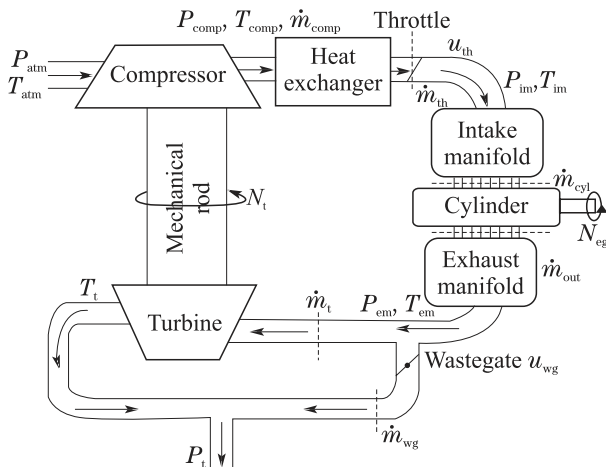 P_comp, T_comp, ṁ_comp
Throttle
P_atm
T_atm
Compressor
Heat
exchanger
u_th
ṁ_th
P_im, T_im
Intake
manifold
ṁ_cyl
Mechanical
rod
N_t
Cylinder
N_eg
Exhaust
manifold
ṁ_out
T_t
Turbine
ṁ_t
P_em, T_em
Wastegate u_wg
ṁ_wg
P_t